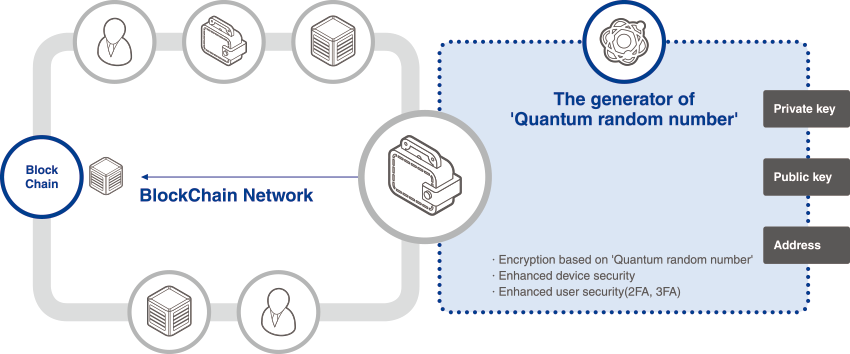 Block
Chain
BlockChain Network
The generator of
'Quantum random number'
Private key
Public key
Address
· Encryption based on 'Quantum random number'
· Enhanced device security
· Enhanced user security(2FA, 3FA)